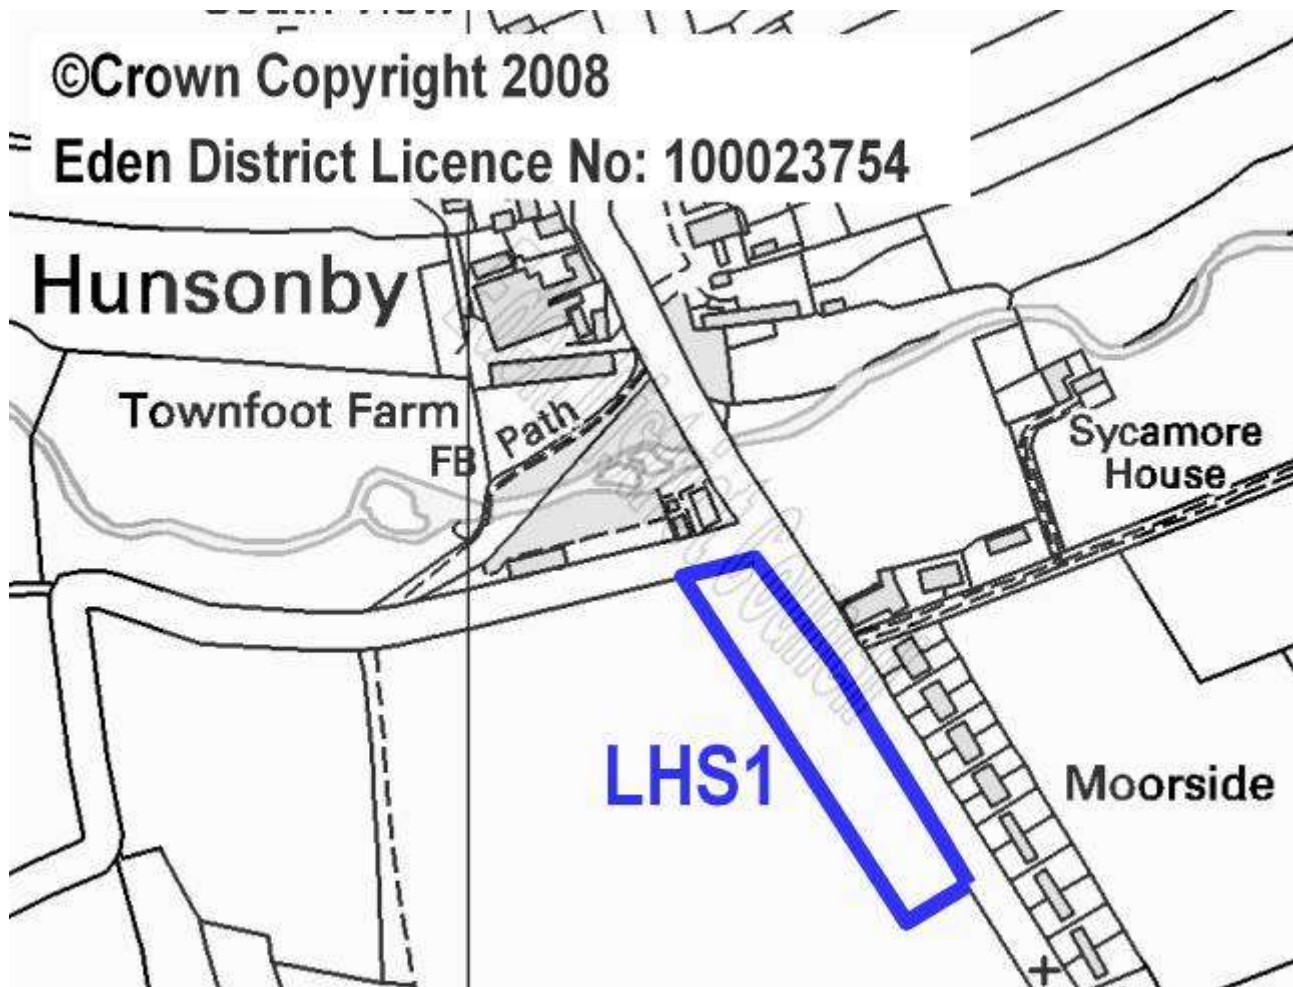 ©Crown Copyright 2008
Eden District Licence No: 100023754
Hunsonby
Townfoot Farm
Path
FB
Sycamore
House
LHS1
Moorside